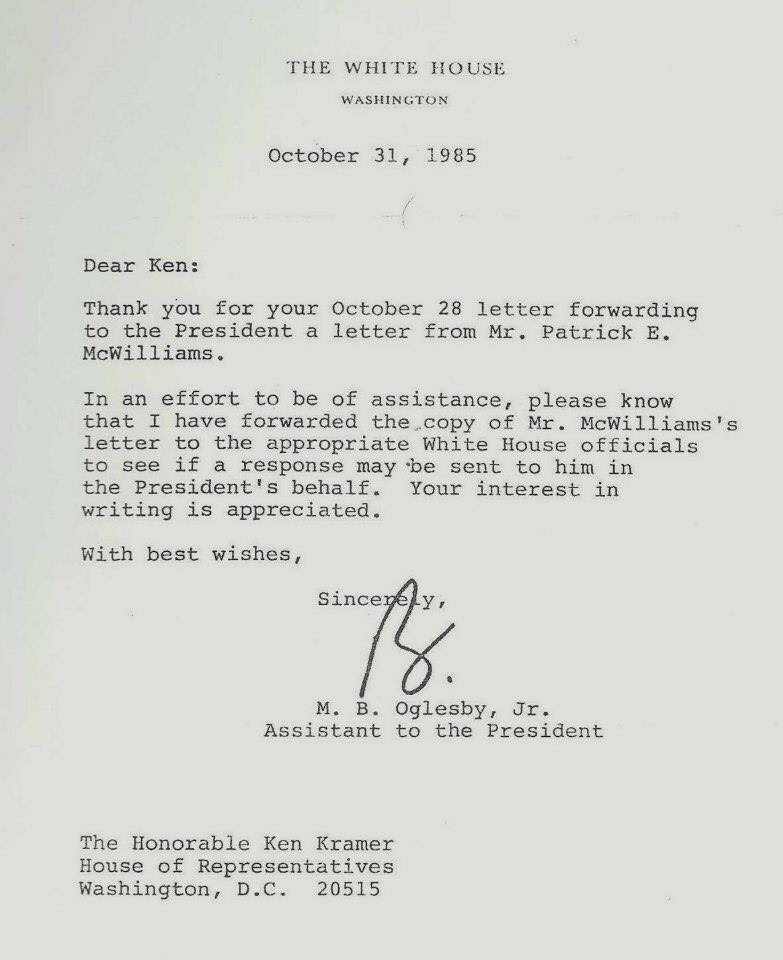 THE WHITE HOUSE
WASHINGTON
October 31, 1985
Dear Ken:
Thank you for your October 28 letter forwarding
to the President a letter from Mr. Patrick E.
McWilliams.
In an effort to be of assistance, please know
that I have forwarded the copy of Mr. McWilliams's
letter to the appropriate White House officials
to see if a response may be sent to him in
the President's behalf.  Your interest in
writing is appreciated.
With best wishes,
Sincerely,
B.
M. B. Oglesby, Jr.
Assistant to the President
The Honorable Ken Kramer
House of Representatives
Washington, D.C.  20515